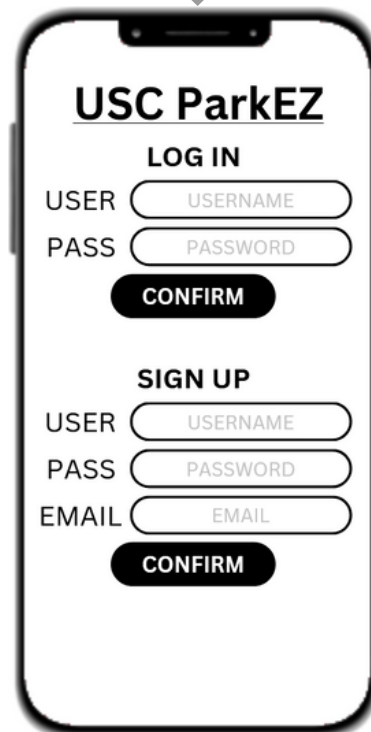 USC ParkEZ
LOG IN
USER USERNAME
PASS PASSWORD
CONFIRM
SIGN UP
USER USERNAME
PASS PASSWORD
EMAIL EMAIL
CONFIRM